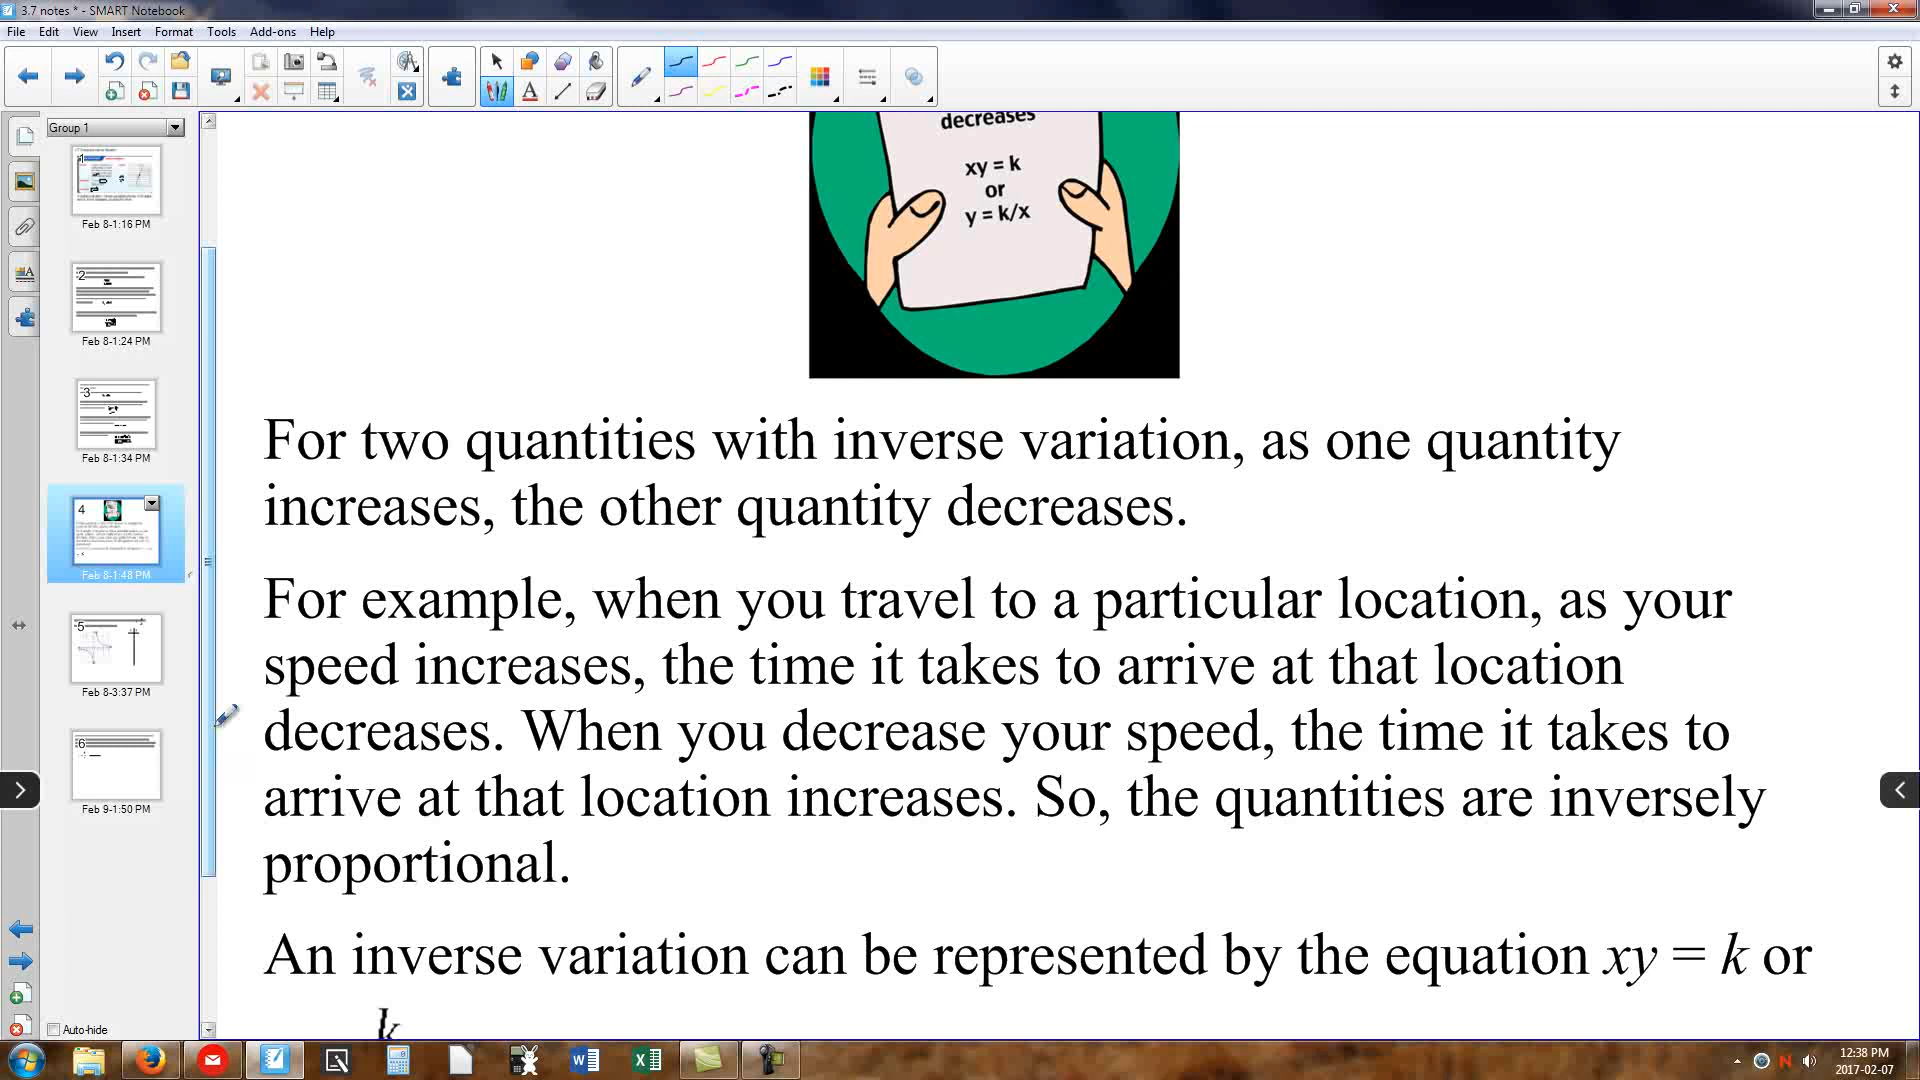 3.7 notes * - SMART Notebook
File Edit View Insert Format Tools Add-ons Help
Group 1
1
Feb 8-1:16 PM
2
Feb 8-1:24 PM
3
Feb 8-1:34 PM
4
Feb 8-1:48 PM
5
Feb 8-3:37 PM
6
Feb 9-1:50 PM
Auto-hide
decreases
xy = k
or
y = k/x
For two quantities with inverse variation, as one quantity
increases, the other quantity decreases.
For example, when you travel to a particular location, as your
speed increases, the time it takes to arrive at that location
decreases. When you decrease your speed, the time it takes to
arrive at that location increases. So, the quantities are inversely
proportional.
An inverse variation can be represented by the equation xy = k or
k
12:38 PM
2017-02-07